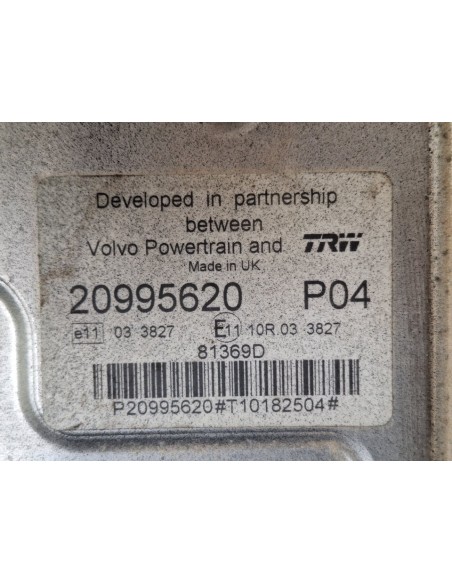 Developed in partnership
between
Volvo Powertrain and TRW
Made in UK
20995620 P04
e11 03 3827 E11 10R 03 3827
81369D
P20995620#T10182504#